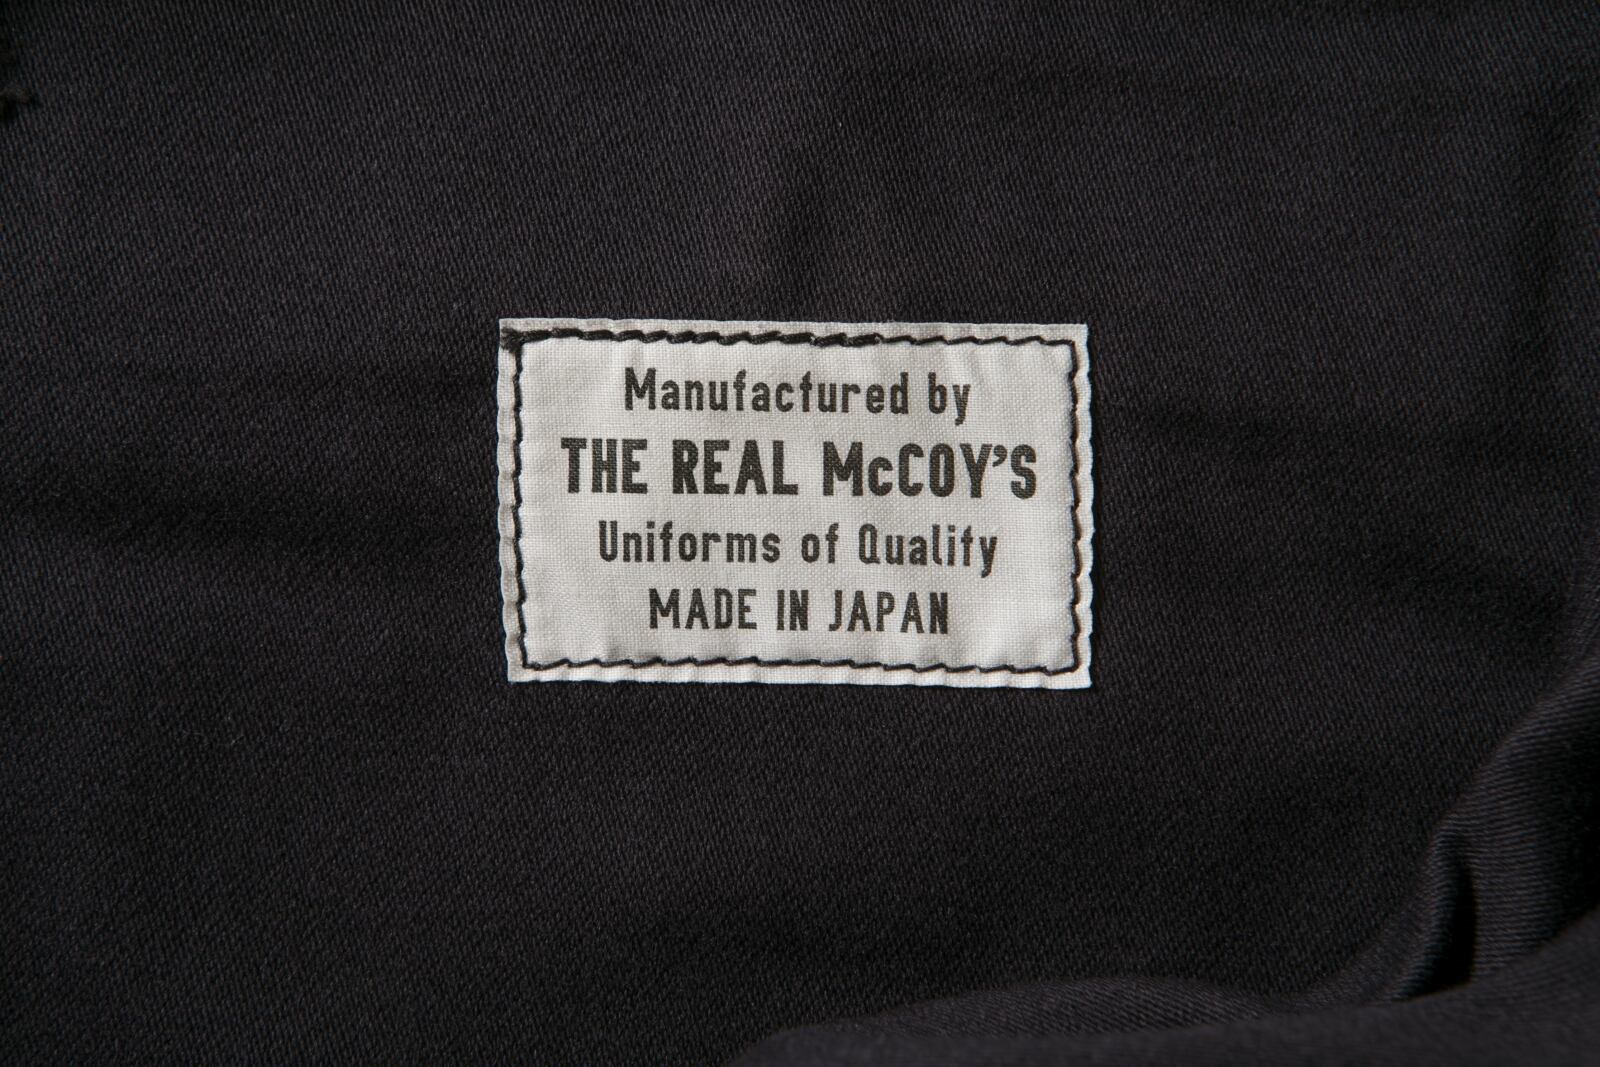 Manufactured by
THE REAL McCOY'S
Uniforms of Quality
MADE IN JAPAN